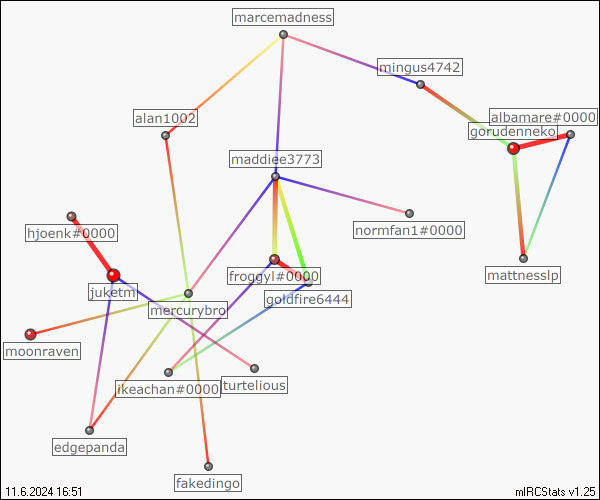 marcemadness
mingus4742
alan1002
albamare#0000
gorudenneko
maddiee3773
hjoenk#0000
normfan1#0000
froggyl#0000
mattnesslp
juketm
goldfire6444
mercurybro
moonraven
ikeachan#0000
turtelious
edgepanda
fakedingo
11.6.2024 16:51
mIRCStats v1.25